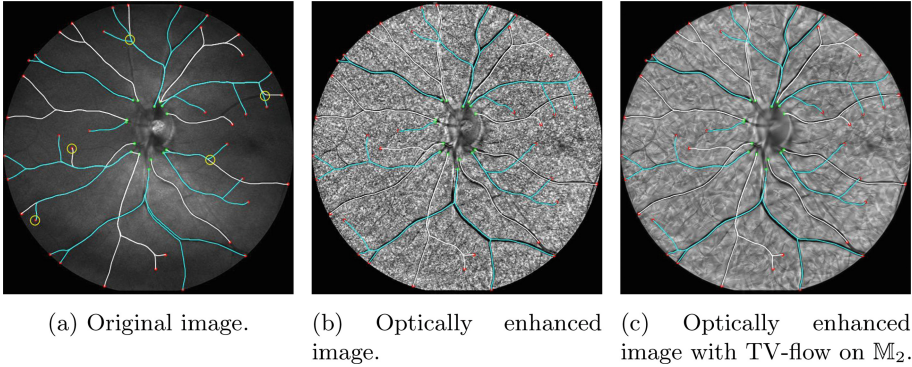 (a) Original image.
(b) Optically enhanced
image.
(c) Optically enhanced
image with TV-flow on 𝕄₂.